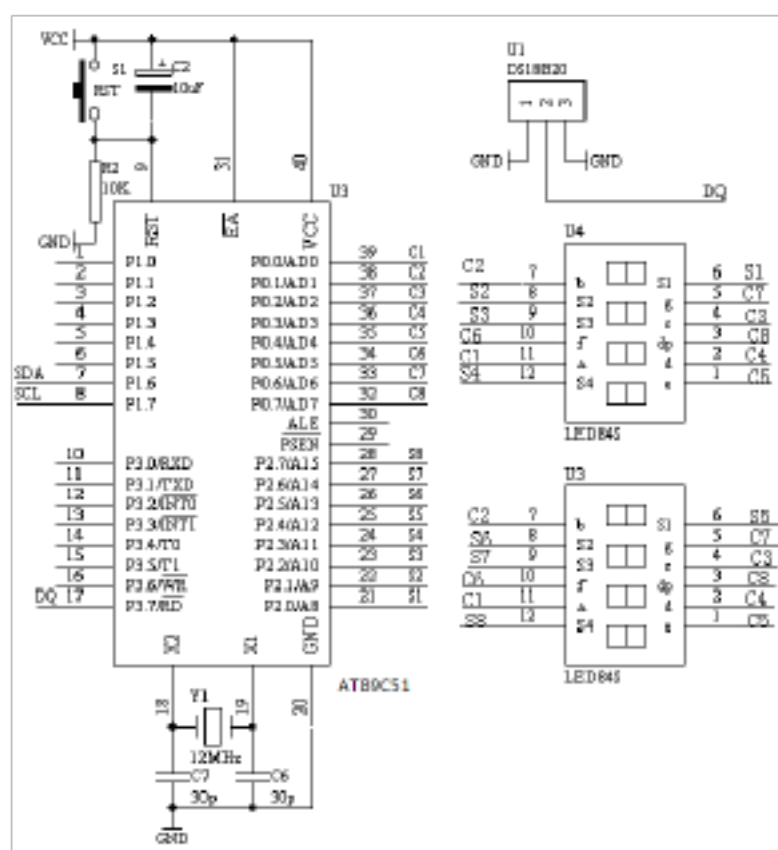 VCC
S1
C2
RST
10uF
R2
10K
GND
9
31
40
U3
RST
EA
VCC
1 P1.0 P0.0/AD0 39 C1
2 P1.1 P0.1/AD1 38 C2
3 P1.2 P0.2/AD2 37 C3
4 P1.3 P0.3/AD3 36 C4
5 P1.4 P0.4/AD4 35 C5
6 P1.5 P0.5/AD5 34 C6
SDA 7 P1.6 P0.6/AD6 33 C7
SCL 8 P1.7 P0.7/AD7 32 C8
ALE 30
PSEN 29
10 P3.0/RXD P2.7/A15 28 S8
11 P3.1/TXD P2.6/A14 27 S7
12 P3.2/INT0 P2.5/A13 26 S6
13 P3.3/INT1 P2.4/A12 25 S5
14 P3.4/T0 P2.3/A11 24 S4
15 P3.5/T1 P2.2/A10 23 S3
16 P3.6/WR P2.1/A9 22 S2
DQ 17 P3.7/RD P2.0/A8 21 S1
X2
X1
GND
AT89C51
18
Y1
19
20
12MHz
C7
C6
30p
30p
GND
U1
DS18B20
1 2 3
GND
GND
DQ
U4
C2 7 b S1 6 S1
S2 8 S2 g 5 C7
S3 9 S3 c 4 C3
C6 10 f dp 3 C8
C1 11 a d 2 C4
S4 12 S4 e 1 C5
LED84S
U3
C2 7 b S1 6 S5
S6 8 S2 g 5 C7
S7 9 S3 c 4 C3
10 f dp 3 C8
C1 11 a d 2 C4
S8 12 S4 e 1 C5
LED84S